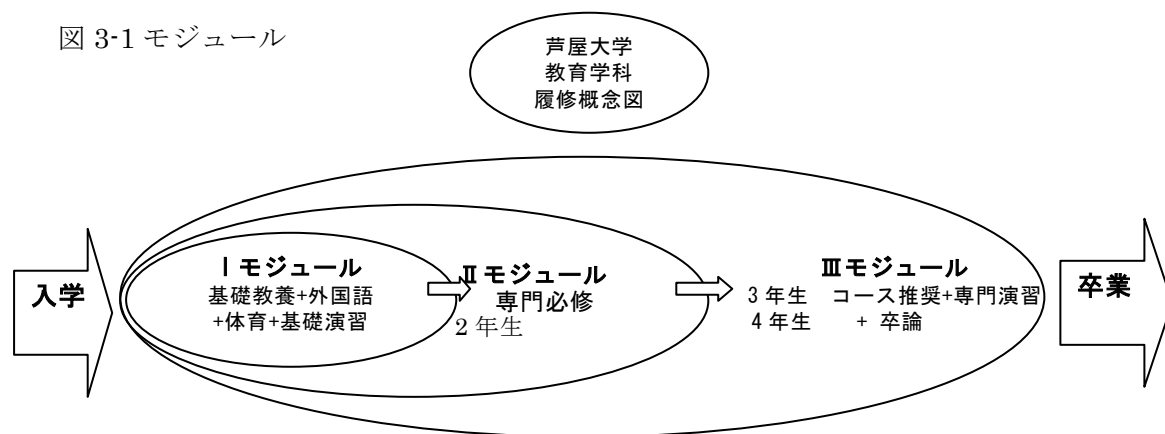 図 3-1 モジュール
芦屋大学
教育学科
履修概念図
入学
Ⅰモジュール
基礎教養+外国語
+体育+基礎演習
Ⅱモジュール
専門必修
2 年生
Ⅲモジュール
3 年生 コース推奨+専門演習
4 年生 + 卒論
卒業